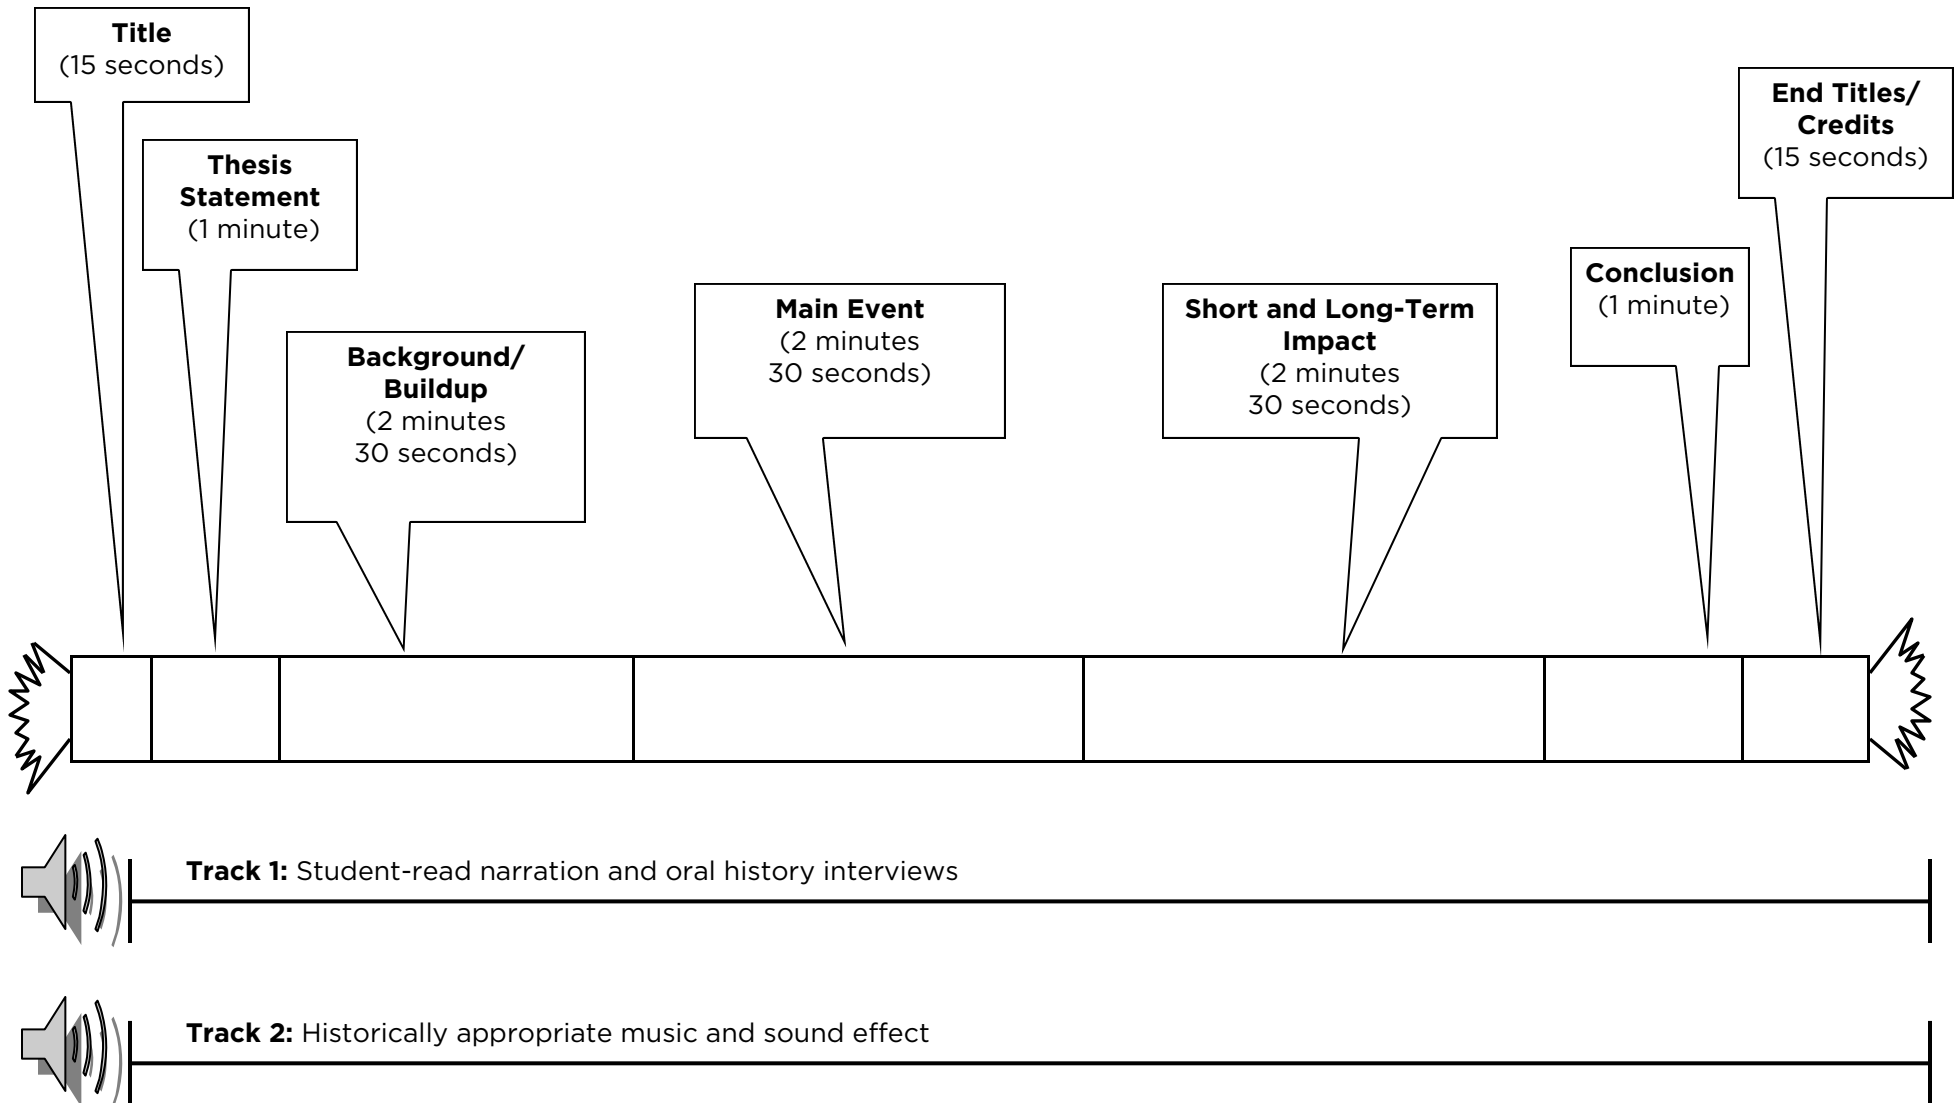 Title
(15 seconds)
Thesis
Statement
(1 minute)
Background/
Buildup
(2 minutes
30 seconds)
Main Event
(2 minutes
30 seconds)
Short and Long-Term
Impact
(2 minutes
30 seconds)
Conclusion
(1 minute)
End Titles/
Credits
(15 seconds)
Track 1: Student-read narration and oral history interviews
Track 2: Historically appropriate music and sound effect